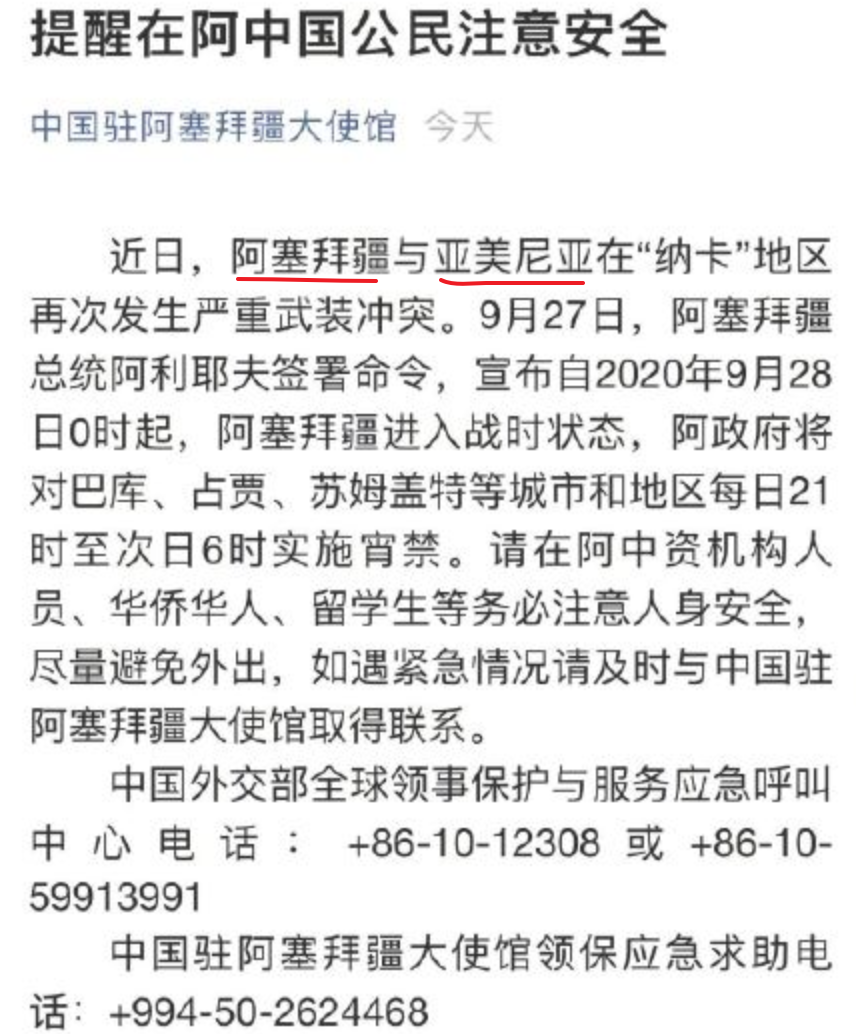 提醒在阿中国公民注意安全
中国驻阿塞拜疆大使馆 今天
近日，阿塞拜疆与亚美尼亚在“纳卡”地区
再次发生严重武装冲突。9月27日，阿塞拜疆
总统阿利耶夫签署命令，宣布自2020年9月28
日0时起，阿塞拜疆进入战时状态，阿政府将
对巴库、占贾、苏姆盖特等城市和地区每日21
时至次日6时实施宵禁。请在阿中资机构人
员、华侨华人、留学生等务必注意人身安全，
尽量避免外出，如遇紧急情况请及时与中国驻
阿塞拜疆大使馆取得联系。
中国外交部全球领事保护与服务应急呼叫
中心电话：+86-10-12308或+86-10-
59913991
中国驻阿塞拜疆大使馆领保应急求助电
话：+994-50-2624468